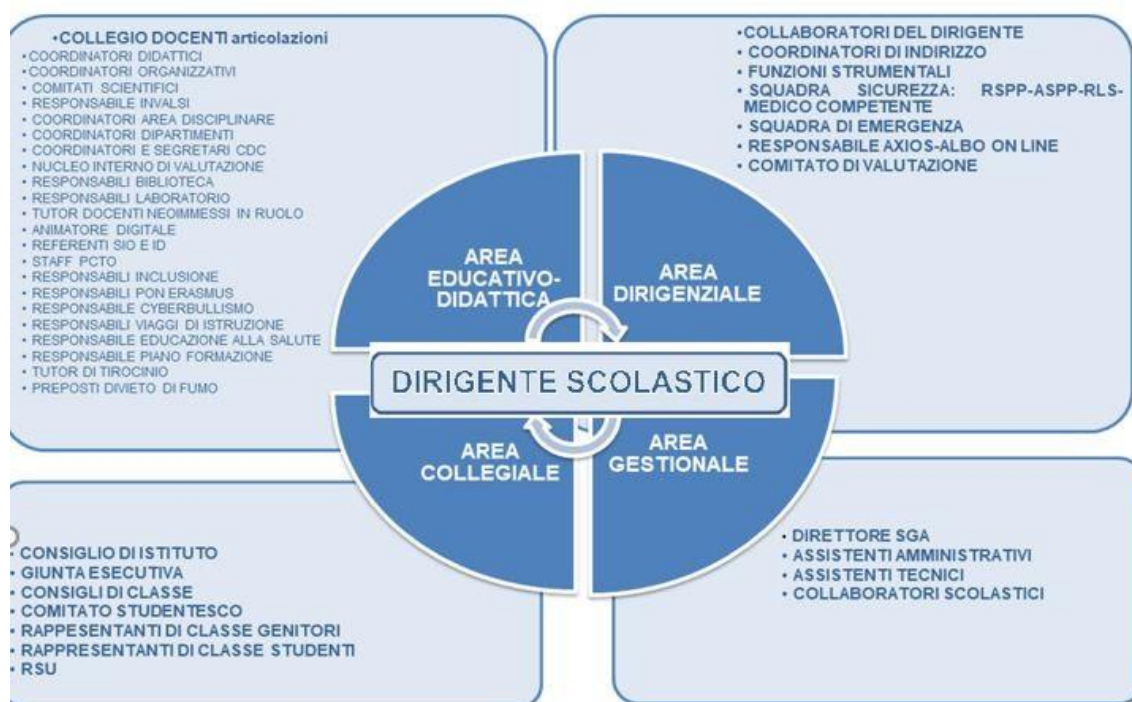 •COLLEGIO DOCENTI articolazioni
•COORDINATORI DIDATTICI
•COORDINATORI ORGANIZZATIVI
• COMITATI SCIENTIFICI
• RESPONSABILE INVALSI
• COORDINATORI AREA DISCIPLINARE
• COORDINATORI DIPARTIMENTI
• COORDINATORI E SEGRETARI CDC
• NUCLEO INTERNO DI VALUTAZIONE
• RESPONSABILI BIBLIOTECA
• RESPONSABILI LABORATORIO
• TUTOR DOCENTI NEOIMMESSI IN RUOLO
• ANIMATORE DIGITALE
• REFERENTI SIO E ID
• STAFF PCTO
• RESPONSABILI INCLUSIONE
• RESPONSABILI PON ERASMUS
• RESPONSABILE CYBERBULLISMO
• RESPONSABILI VIAGGI DI ISTRUZIONE
• RESPONSABILE EDUCAZIONE ALLA SALUTE
• RESPONSABILE PIANO FORMAZIONE
• TUTOR DI TIROCINIO
• PREPOSTI DIVIETO DI FUMO
•COLLABORATORI DEL DIRIGENTE
• COORDINATORI DI INDIRIZZO
• FUNZIONI STRUMENTALI
• SQUADRA SICUREZZA: RSPP-ASPP-RLS-
MEDICO COMPETENTE
• SQUADRA DI EMERGENZA
• RESPONSABILE AXIOS-ALBO ON LINE
• COMITATO DI VALUTAZIONE
AREA
EDUCATIVO-
DIDATTICA
AREA
DIRIGENZIALE
DIRIGENTE SCOLASTICO
AREA
COLLEGIALE
AREA
GESTIONALE
• CONSIGLIO DI ISTITUTO
• GIUNTA ESECUTIVA
• CONSIGLI DI CLASSE
• COMITATO STUDENTESCO
• RAPPESENTANTI DI CLASSE GENITORI
• RAPPRESENTANTI DI CLASSE STUDENTI
• RSU
• DIRETTORE SGA
• ASSISTENTI AMMINISTRATIVI
• ASSISTENTI TECNICI
• COLLABORATORI SCOLASTICI